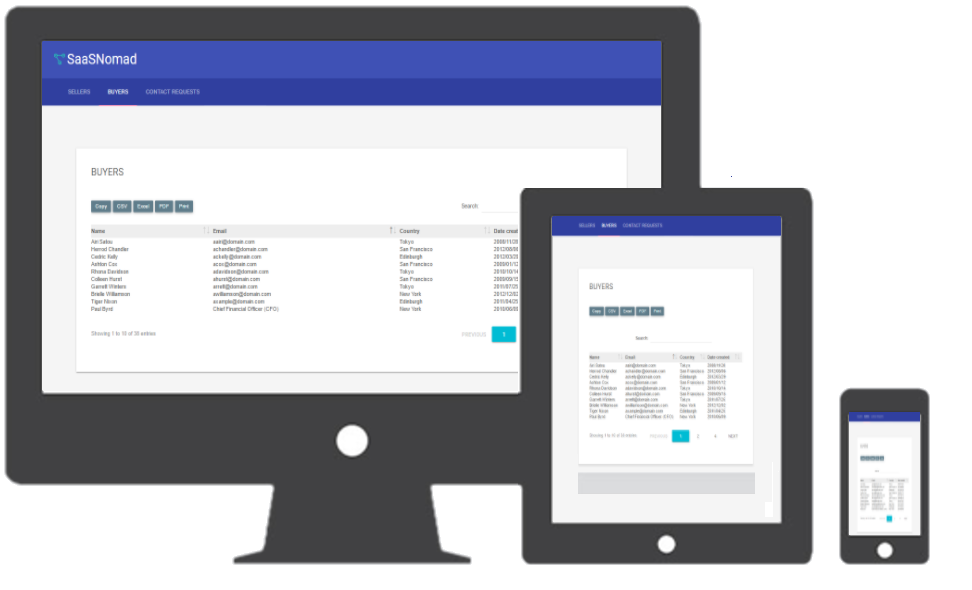 SaaSNomad
SELLERS BUYERS CONTACT REQUESTS
BUYERS
Copy CSV Excel PDF Print
Search:
Name Email Country Date creat
Airi Satou aairi@domain.com Tokyo 2008/11/28
Herrod Chandler achandler@domain.com San Francisco 2012/08/06
Cedric Kelly ackelly@domain.com Edinburgh 2012/03/29
Ashton Cox acox@domain.com San Francisco 2009/01/12
Rhona Davidson adavidson@domain.com Tokyo 2010/10/14
Colleen Hurst ahurst@domain.com San Francisco 2009/09/15
Garrett Winters arrett@domain.com Tokyo 2011/07/25
Brielle Williamson awilliamson@domain.com New York 2012/12/02
Tiger Nixon example@domain.com Edinburgh 2011/04/25
Paul Byrd Chief Financial Officer (CFO) New York 2010/06/09
Showing 1 to 10 of 35 entries PREVIOUS 1
SELLERS BUYERS CONTACT REQUESTS
BUYERS
Copy CSV Excel PDF Print
Search:
Name Email Country Date created
Airi Satou aairi@domain.com Tokyo 2008/11/28
Herrod Chandler achandler@domain.com San Francisco 2012/08/06
Cedric Kelly ackelly@domain.com Edinburgh 2012/03/29
Ashton Cox acox@domain.com San Francisco 2009/01/12
Rhona Davidson adavidson@domain.com Tokyo 2010/10/14
Colleen Hurst ahurst@domain.com San Francisco 2009/09/15
Garrett Winters arrett@domain.com Tokyo 2011/07/25
Brielle Williamson awilliamson@domain.com New York 2012/12/02
Tiger Nixon example@domain.com Edinburgh 2011/04/25
Paul Byrd Chief Financial Officer (CFO) New York 2010/06/09
Showing 1 to 10 of 35 entries PREVIOUS 1 2 4 NEXT